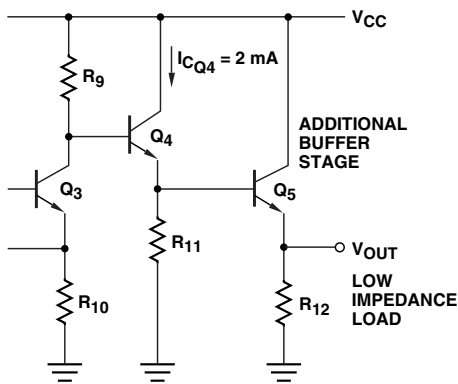 VCC
R9
ICQ4 = 2 mA
Q4
ADDITIONAL
BUFFER
STAGE
Q3
Q5
R11
VOUT
R10
R12
LOW
IMPEDANCE
LOAD